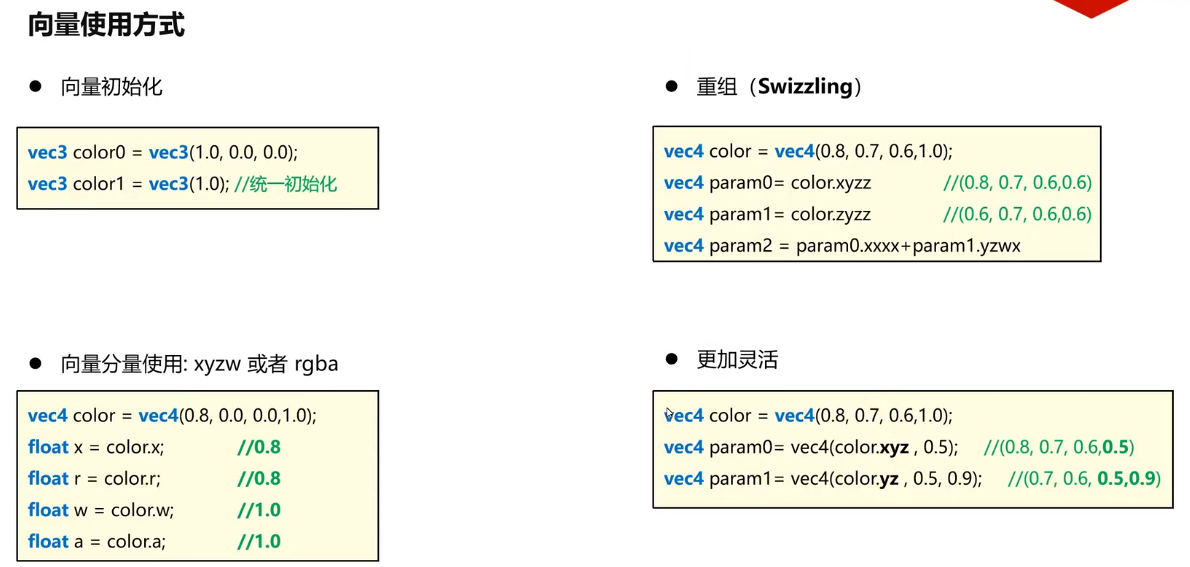 向量使用方式
● 向量初始化
vec3 color0 = vec3(1.0, 0.0, 0.0);
vec3 color1 = vec3(1.0); //统一初始化
● 向量分量使用: xyzw 或者 rgba
vec4 color = vec4(0.8, 0.0, 0.0,1.0);
float x = color.x; //0.8
float r = color.r; //0.8
float w = color.w; //1.0
float a = color.a; //1.0
● 重组（Swizzling）
vec4 color = vec4(0.8, 0.7, 0.6,1.0);
vec4 param0= color.xyzz //(0.8, 0.7, 0.6,0.6)
vec4 param1= color.zyzz //(0.6, 0.7, 0.6,0.6)
vec4 param2 = param0.xxxx+param1.yzwx
● 更加灵活
vec4 color = vec4(0.8, 0.7, 0.6,1.0);
vec4 param0= vec4(color.xyz , 0.5); //(0.8, 0.7, 0.6,0.5)
vec4 param1= vec4(color.yz , 0.5, 0.9); //(0.7, 0.6, 0.5,0.9)